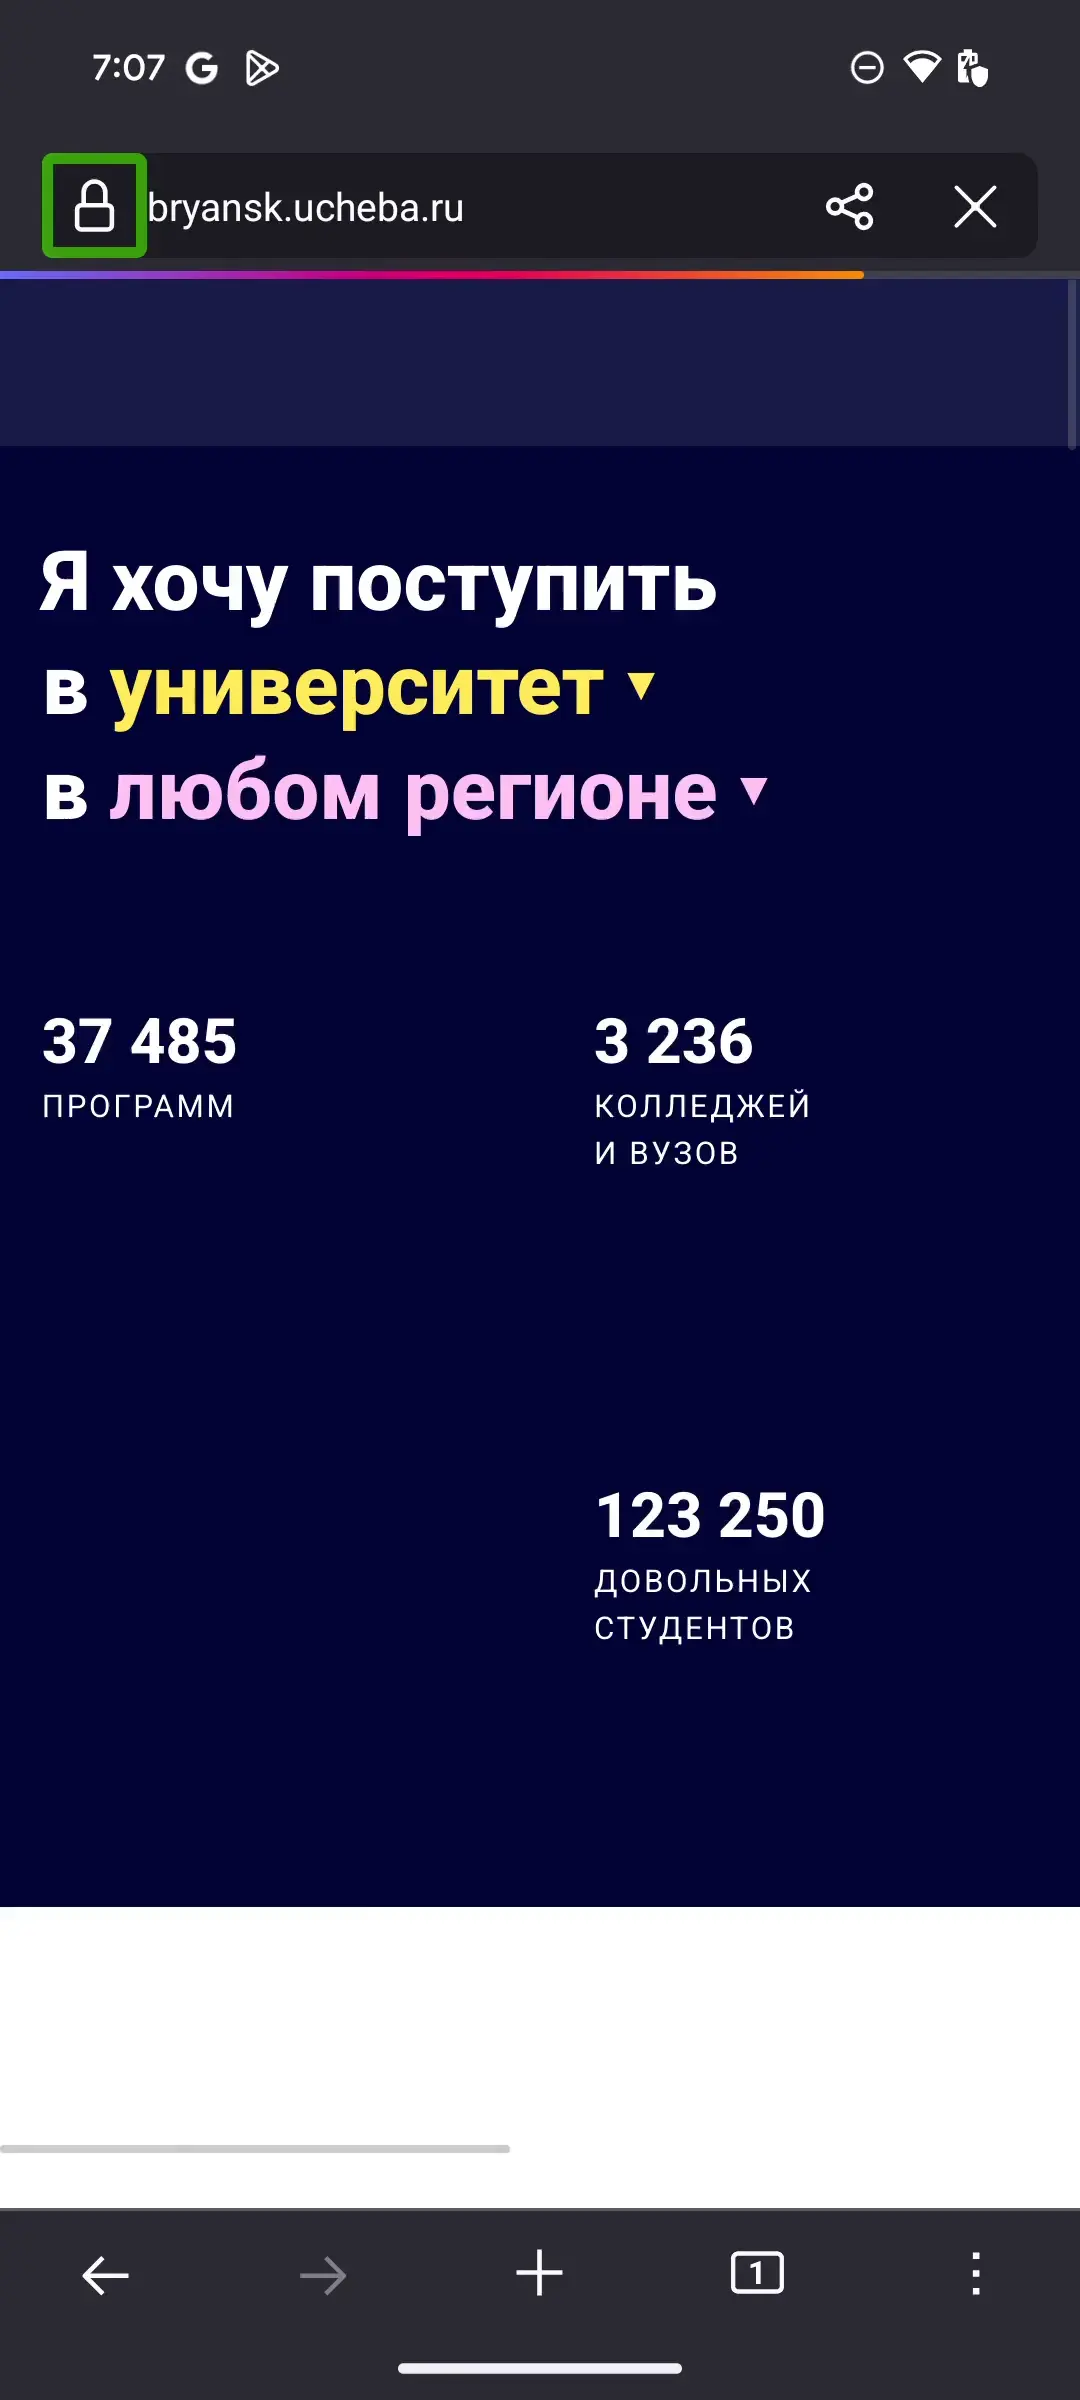 7:07
bryansk.ucheba.ru
Я хочу поступить
в университет
в любом регионе
37 485
ПРОГРАММ
3 236
КОЛЛЕДЖЕЙ
И ВУЗОВ
123 250
ДОВОЛЬНЫХ
СТУДЕНТОВ
1